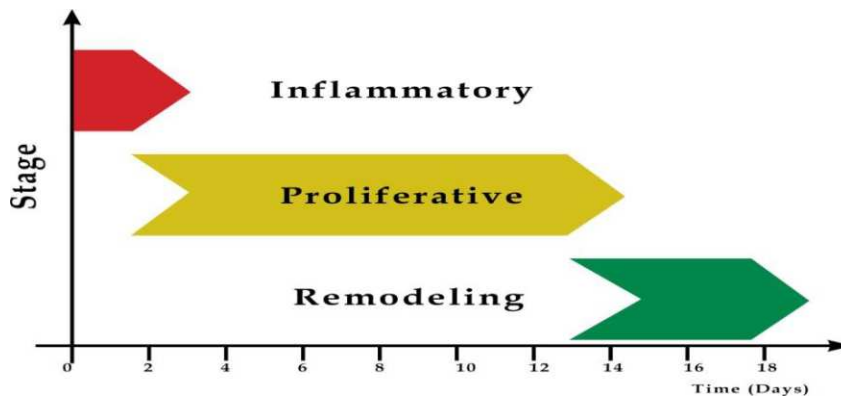 Stage
Inflammatory
Proliferative
Remodeling
0 2 4 6 8 10 12 14 16 18
Time (Days)